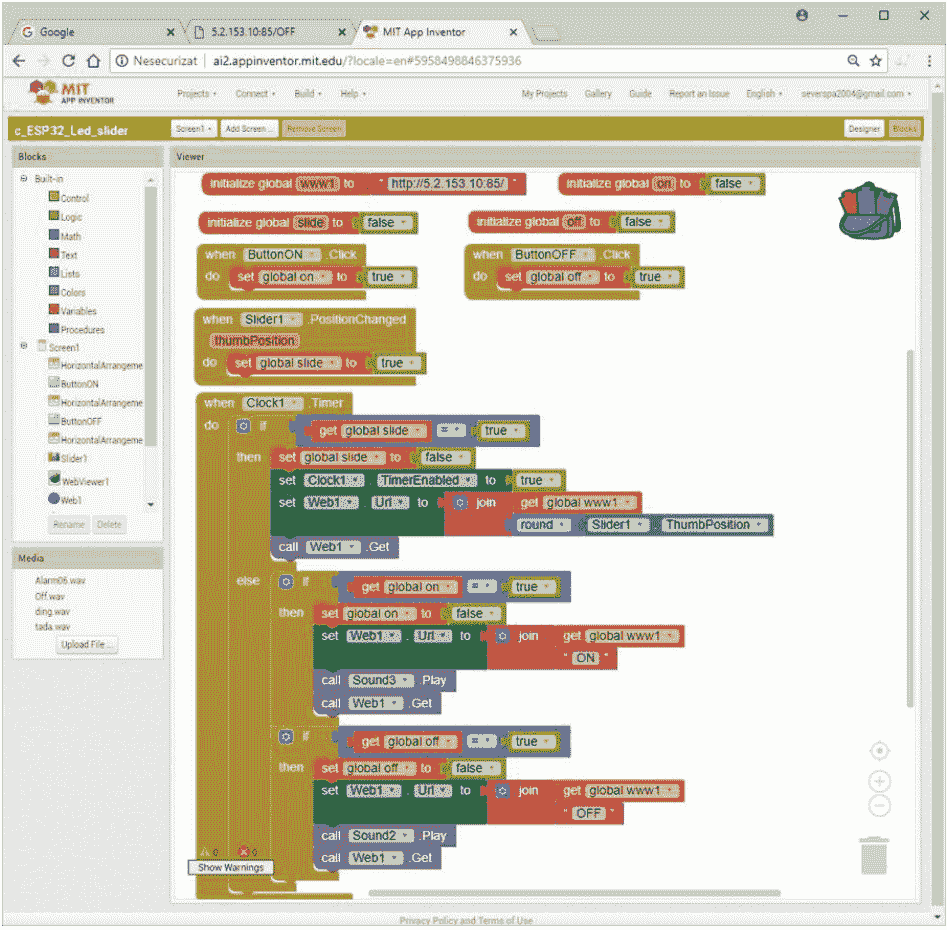 Google
5.2.153.10:85/OFF
MIT App Inventor
Nesecurizat
ai2.appinventor.mit.edu/?locale=en#5958498846375936
MIT
APP INVENTOR
Projects
Connect
Build
Help
My Projects
Gallery
Guide
Report an Issue
English
severspa2004@gmail.com
c_ESP32_Led_slider
Screen1
Add Screen ...
Remove Screen
Designer
Blocks
Blocks
Viewer
Built-in
Control
Logic
Math
Text
Lists
Colors
Variables
Procedures
Screen1
HorizontalArrangeme
ButtonON
HorizontalArrangeme
ButtonOFF
HorizontalArrangeme
Slider1
WebViewer1
Web1
Rename
Delete
Media
Alarm06.wav
Off.wav
ding.wav
tada.wav
Upload File ...
initialize global www1 to " http://5.2.153.10:85/ "
initialize global on to false
initialize global slide to false
initialize global off to false
when ButtonON .Click
do set global on to true
when ButtonOFF .Click
do set global off to true
when Slider1 .PositionChanged
thumbPosition
do set global slide to true
when Clock1 .Timer
do if get global slide = true
then set global slide to false
set Clock1 . TimerEnabled to true
set Web1 . Url to join get global www1
round Slider1 . ThumbPosition
call Web1 .Get
else if get global on = true
then set global on to false
set Web1 . Url to join get global www1
" ON "
call Sound3 .Play
call Web1 .Get
if get global off = true
then set global off to false
set Web1 . Url to join get global www1
" OFF "
call Sound2 .Play
call Web1 .Get
0 0
Show Warnings
Privacy Policy and Terms of Use